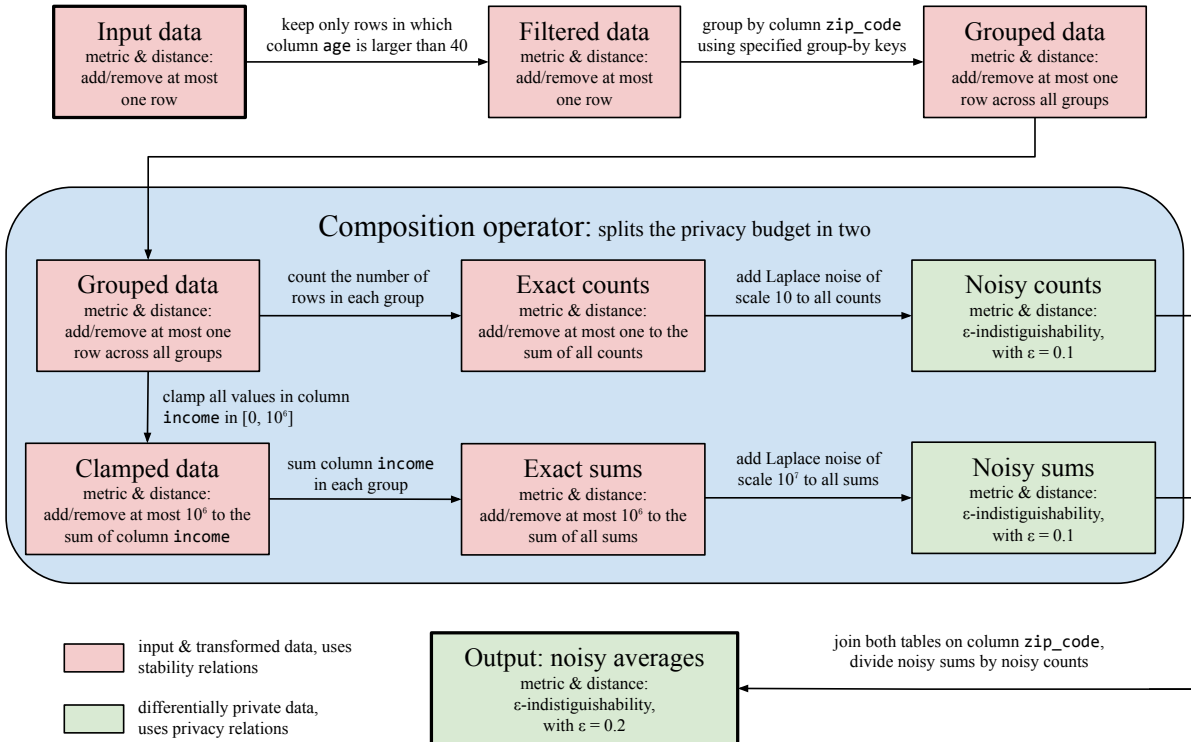 Input data
metric & distance:
add/remove at most
one row
keep only rows in which
column age is larger than 40
Filtered data
metric & distance:
add/remove at most
one row
group by column zip_code
using specified group-by keys
Grouped data
metric & distance:
add/remove at most one
row across all groups
Composition operator: splits the privacy budget in two
Grouped data
metric & distance:
add/remove at most one
row across all groups
count the number of
rows in each group
Exact counts
metric & distance:
add/remove at most one to the
sum of all counts
add Laplace noise of
scale 10 to all counts
Noisy counts
metric & distance:
ε-indistiguishability,
with ε = 0.1
clamp all values in column
income in [0, 10⁶]
Clamped data
metric & distance:
add/remove at most 10⁶ to the
sum of column income
sum column income
in each group
Exact sums
metric & distance:
add/remove at most 10⁶ to the
sum of all sums
add Laplace noise of
scale 10⁷ to all sums
Noisy sums
metric & distance:
ε-indistiguishability,
with ε = 0.1
input & transformed data, uses
stability relations
differentially private data,
uses privacy relations
Output: noisy averages
metric & distance:
ε-indistiguishability,
with ε = 0.2
join both tables on column zip_code,
divide noisy sums by noisy counts